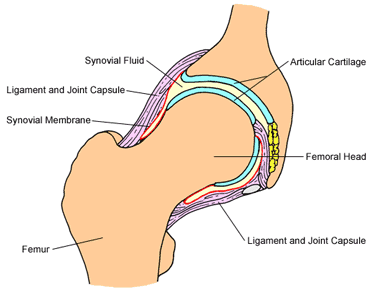 Synovial Fluid
Articular Cartilage
Ligament and Joint Capsule
Synovial Membrane
Femoral Head
Ligament and Joint Capsule
Femur